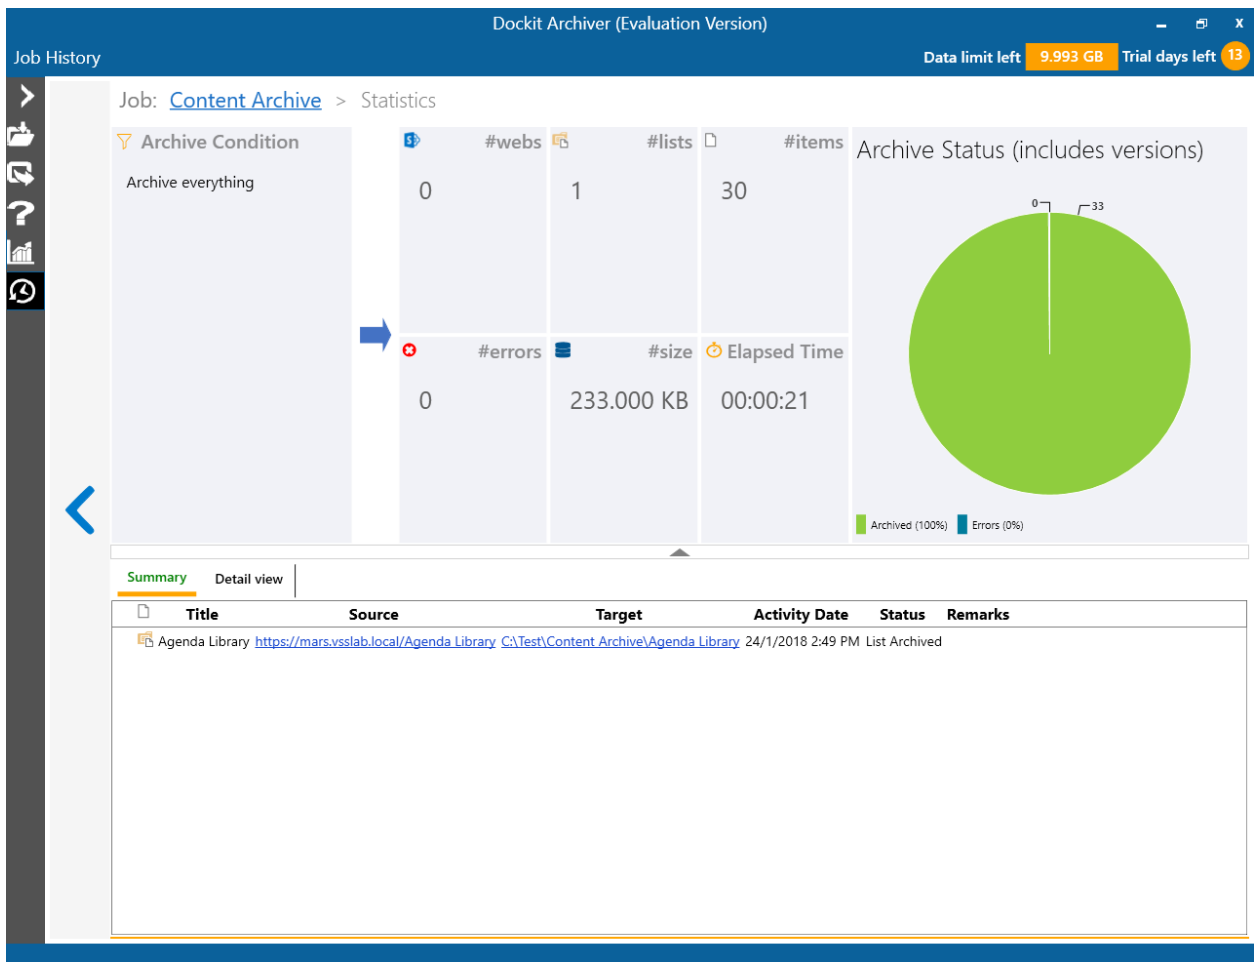 Dockit Archiver (Evaluation Version)
Job History
Data limit left 9.993 GB Trial days left 13
Job: Content Archive > Statistics
Archive Condition
Archive everything
#webs
0
#lists
1
#items
30
#errors
0
#size
233.000 KB
Elapsed Time
00:00:21
Archive Status (includes versions)
0 33
Archived (100%) Errors (0%)
Summary Detail view
Title Source Target Activity Date Status Remarks
Agenda Library https://mars.vsslab.local/Agenda Library C:\Test\Content Archive\Agenda Library 24/1/2018 2:49 PM List Archived